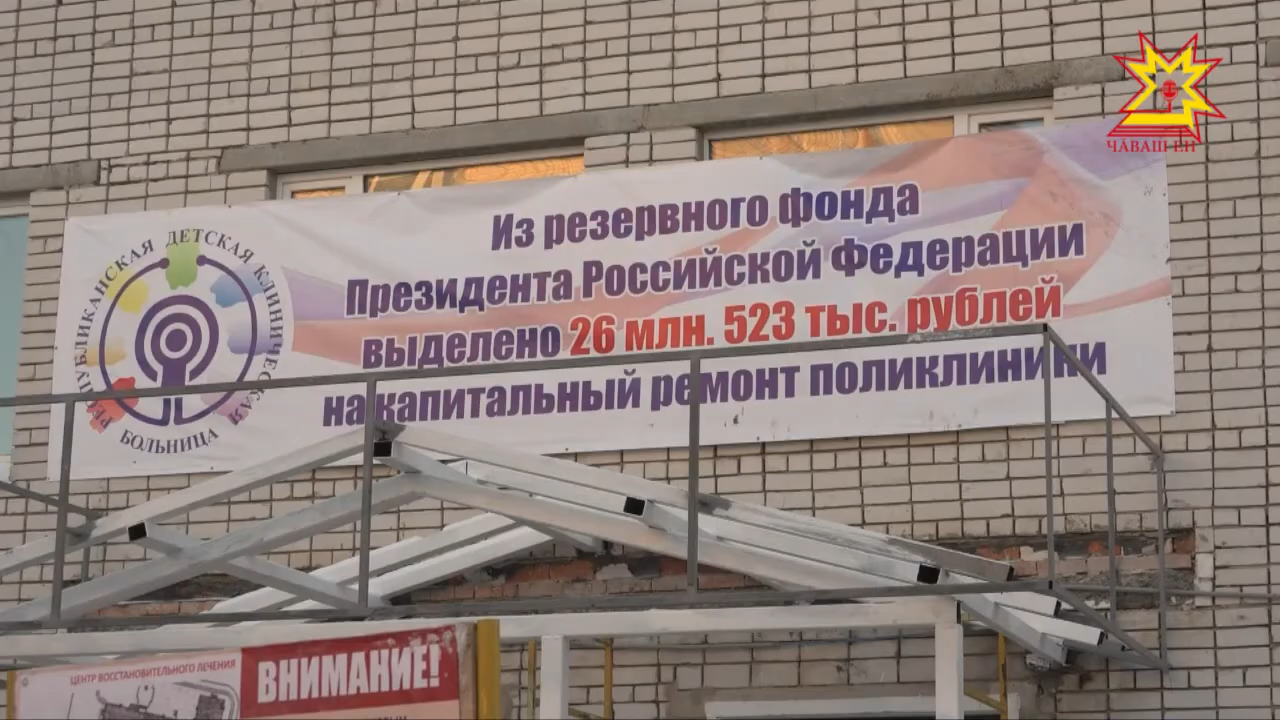 ЧӐВАШ ЕН
РЕСПУБЛИКАНСКАЯ ДЕТСКАЯ КЛИНИЧЕСКАЯ
БОЛЬНИЦА
Из резервного фонда
Президента Российской Федерации
выделено 26 млн. 523 тыс. рублей
на капитальный ремонт поликлиники
ЦЕНТР ВОССТАНОВИТЕЛЬНОГО ЛЕЧЕНИЯ
ВНИМАНИЕ!